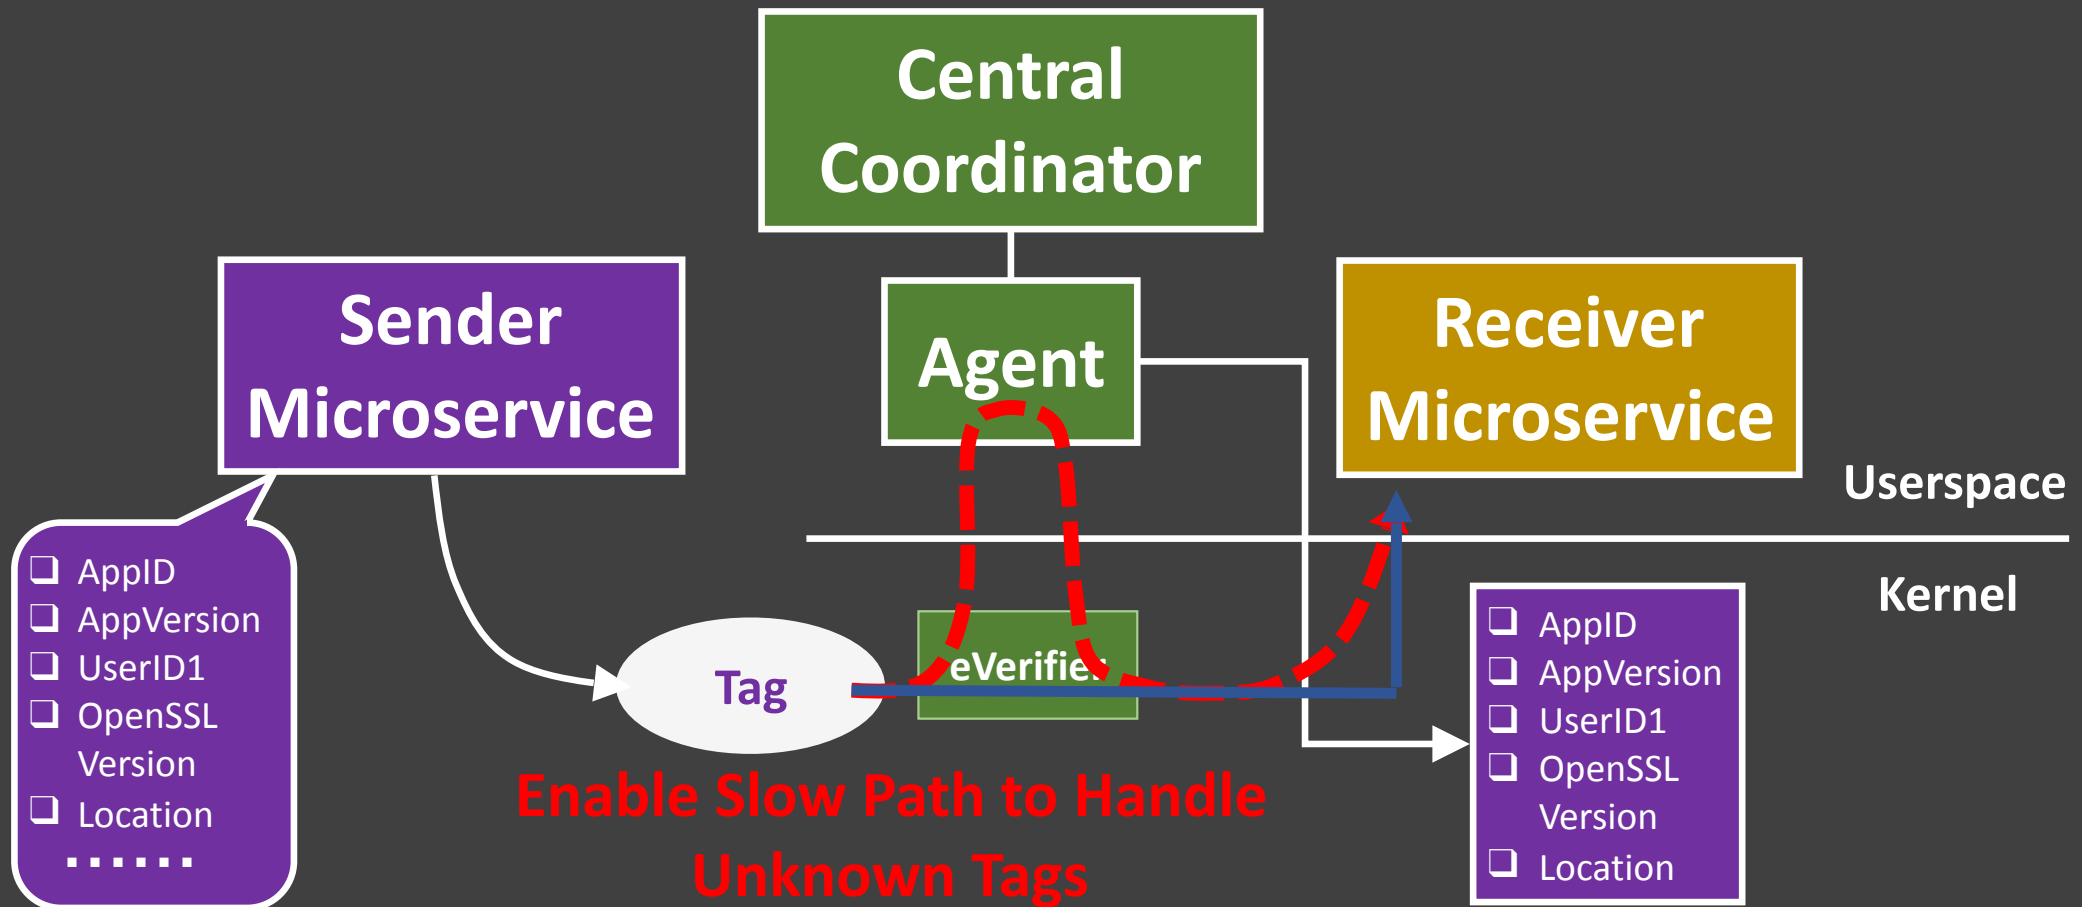 Central
Coordinator
Sender
Microservice
Agent
Receiver
Microservice
Userspace
Kernel
❑ AppID
❑ AppVersion
❑ UserID1
❑ OpenSSL
Version
❑ Location
......
Tag
eVerifier
❑ AppID
❑ AppVersion
❑ UserID1
❑ OpenSSL
Version
❑ Location
Enable Slow Path to Handle
Unknown Tags